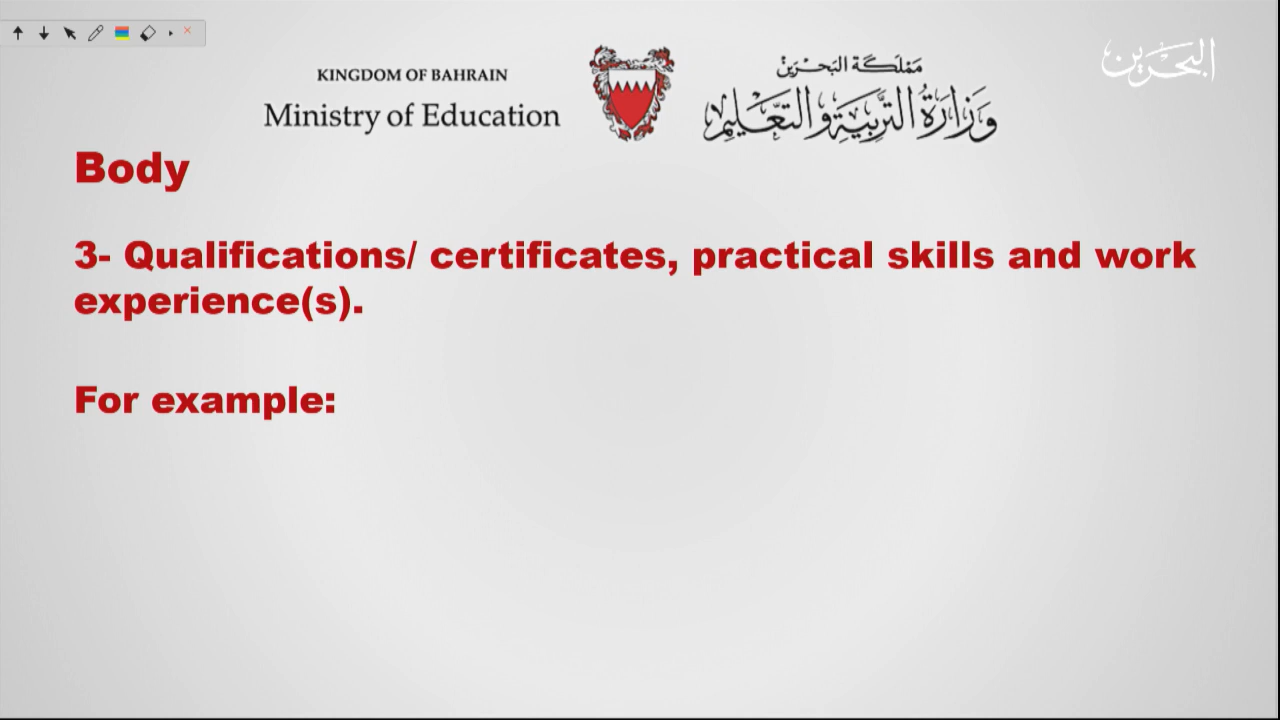 KINGDOM OF BAHRAIN
Ministry of Education
مملكة البحرين
وزارة التربية والتعليم
البحرين
Body
3- Qualifications/ certificates, practical skills and work
experience(s).
For example: